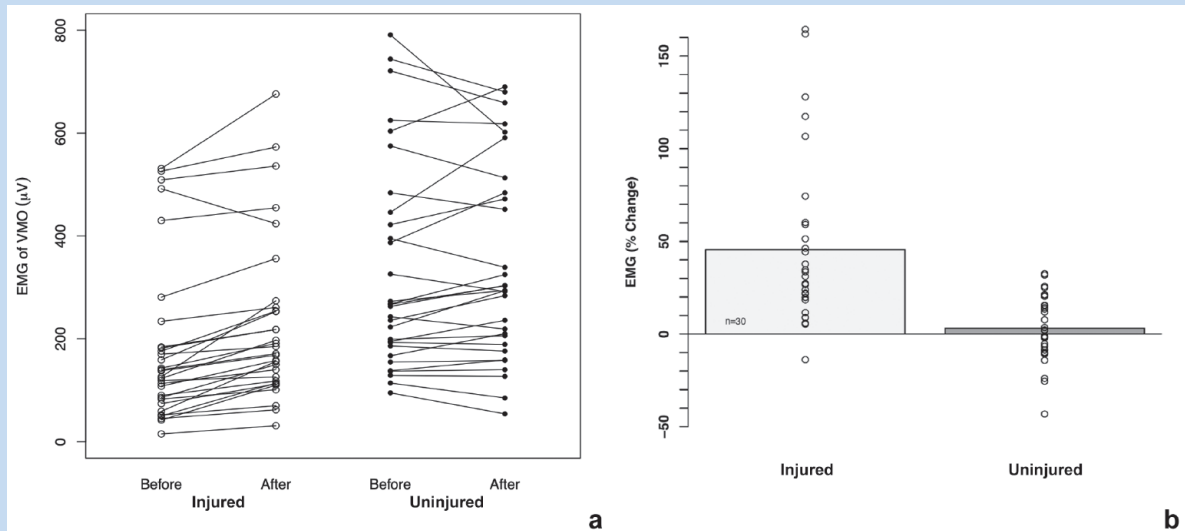 EMG of VMO (μV)
800
600
400
200
0
Before
After
Before
After
Injured
Uninjured
a
EMG (% Change)
150
100
50
0
−50
n=30
Injured
Uninjured
b